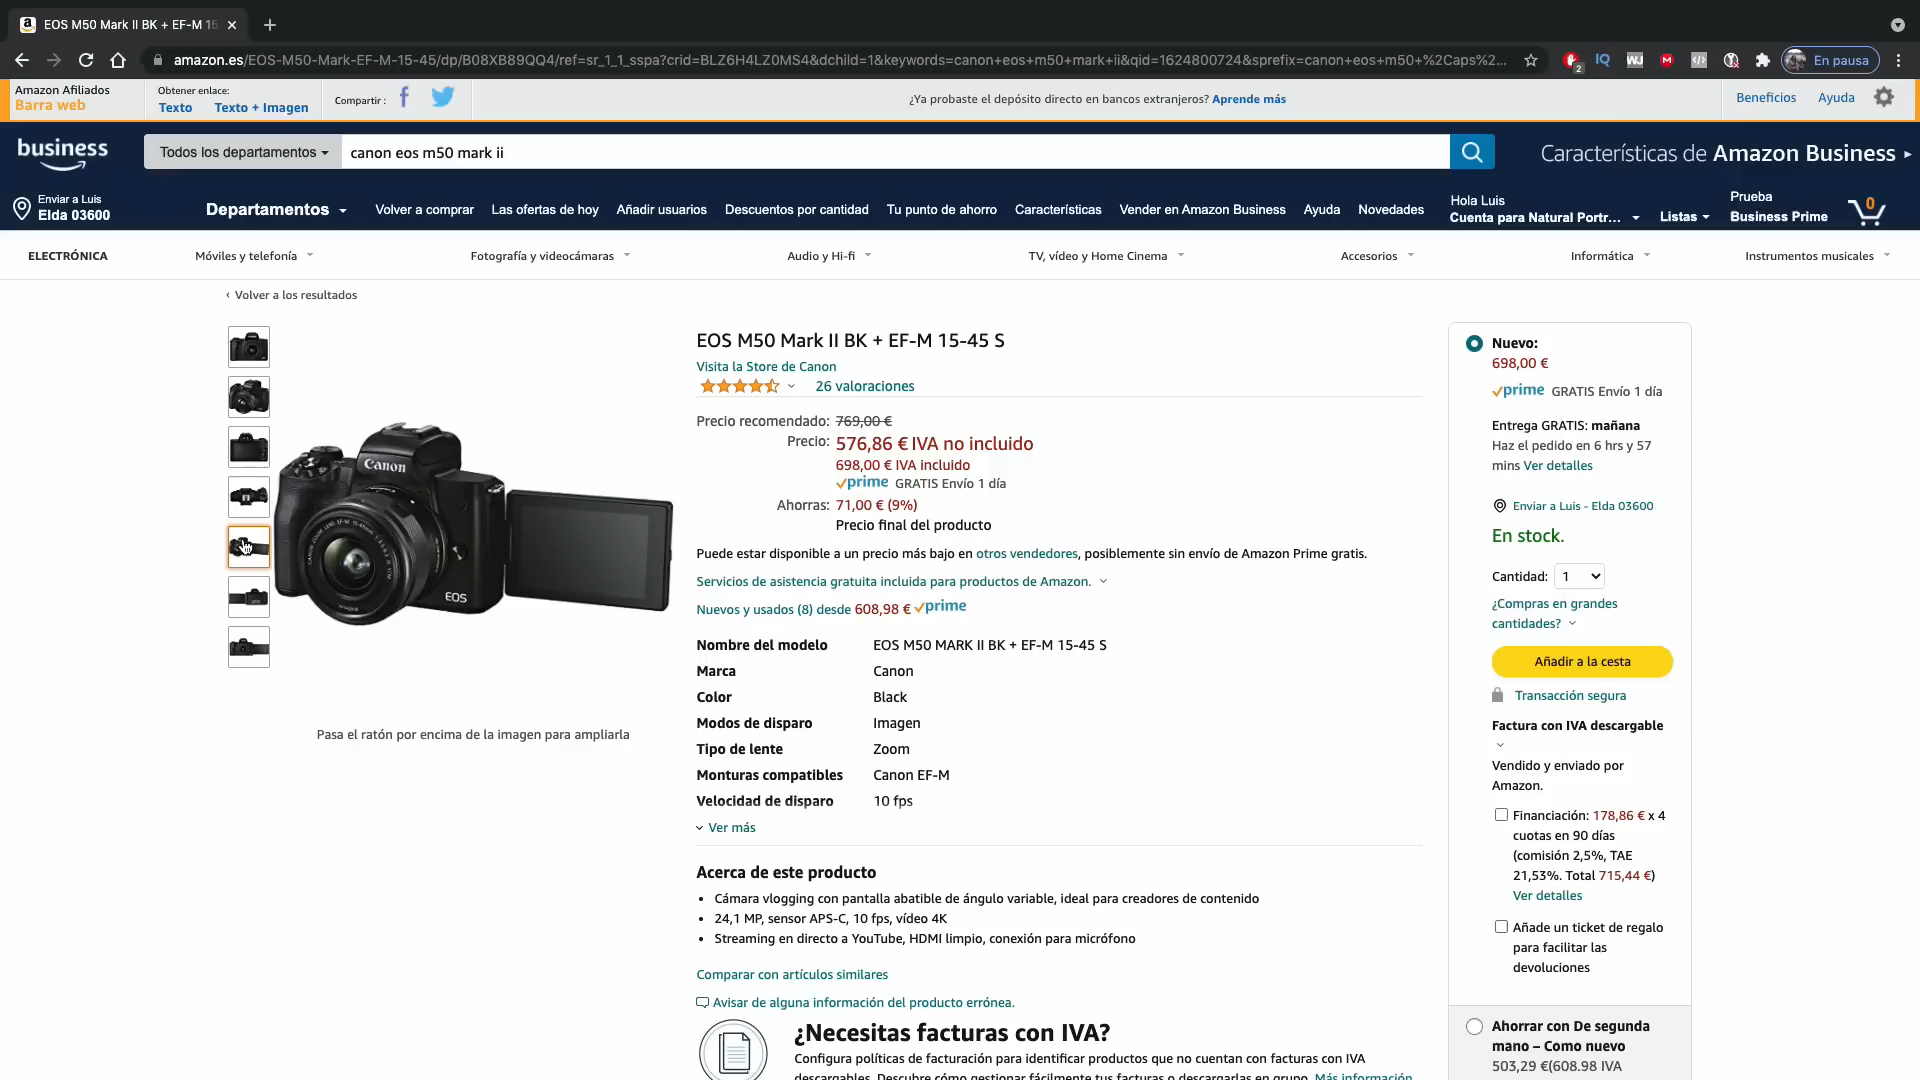 EOS M50 Mark II BK + EF-M 15
amazon.es/EOS-M50-Mark-EF-M-15-45/dp/B08XB89QQ4/ref=sr_1_1_sspa?crid=BLZ6H4LZ0MS4&dchild=1&keywords=canon+eos+m50+mark+ii&qid=1624800724&sprefix=canon+eos+m50+%2Caps%2...
2
IQ
En pausa
Amazon Afiliados
Barra web
Obtener enlace:
Texto
Texto + Imagen
Compartir :
¿Ya probaste el depósito directo en bancos extranjeros? Aprende más
Beneficios
Ayuda
business
Todos los departamentos
canon eos m50 mark ii
Características de Amazon Business
Enviar a Luis
Elda 03600
Departamentos
Volver a comprar
Las ofertas de hoy
Añadir usuarios
Descuentos por cantidad
Tu punto de ahorro
Características
Vender en Amazon Business
Ayuda
Novedades
Hola Luis
Cuenta para Natural Portr...
Listas
Prueba
Business Prime
0
ELECTRÓNICA
Móviles y telefonía
Fotografía y videocámaras
Audio y Hi-fi
TV, vídeo y Home Cinema
Accesorios
Informática
Instrumentos musicales
‹ Volver a los resultados
Canon
EOS
Pasa el ratón por encima de la imagen para ampliarla
EOS M50 Mark II BK + EF-M 15-45 S
Visita la Store de Canon
26 valoraciones
Precio recomendado: 769,00 €
Precio: 576,86 € IVA no incluido
698,00 € IVA incluido
prime GRATIS Envío 1 día
Ahorras: 71,00 € (9%)
Precio final del producto
Puede estar disponible a un precio más bajo en otros vendedores, posiblemente sin envío de Amazon Prime gratis.
Servicios de asistencia gratuita incluida para productos de Amazon.
Nuevos y usados (8) desde 608,98 € prime
Nombre del modelo EOS M50 MARK II BK + EF-M 15-45 S
Marca Canon
Color Black
Modos de disparo Imagen
Tipo de lente Zoom
Monturas compatibles Canon EF-M
Velocidad de disparo 10 fps
Ver más
Acerca de este producto
• Cámara vlogging con pantalla abatible de ángulo variable, ideal para creadores de contenido
• 24,1 MP, sensor APS-C, 10 fps, vídeo 4K
• Streaming en directo a YouTube, HDMI limpio, conexión para micrófono
Comparar con artículos similares
Avisar de alguna información del producto errónea.
¿Necesitas facturas con IVA?
Configura políticas de facturación para identificar productos que no cuentan con facturas con IVA
descargables. Descubre cómo gestionar fácilmente tus facturas o descargarlas en grupo. Más información
Nuevo:
698,00 €
prime GRATIS Envío 1 día
Entrega GRATIS: mañana
Haz el pedido en 6 hrs y 57
mins Ver detalles
Enviar a Luis - Elda 03600
En stock.
Cantidad: 1
¿Compras en grandes
cantidades?
Añadir a la cesta
Transacción segura
Factura con IVA descargable
Vendido y enviado por
Amazon.
Financiación: 178,86 € x 4
cuotas en 90 días
(comisión 2,5%, TAE
21,53%. Total 715,44 €)
Ver detalles
Añade un ticket de regalo
para facilitar las
devoluciones
Ahorrar con De segunda
mano – Como nuevo
503,29 €(608.98 IVA